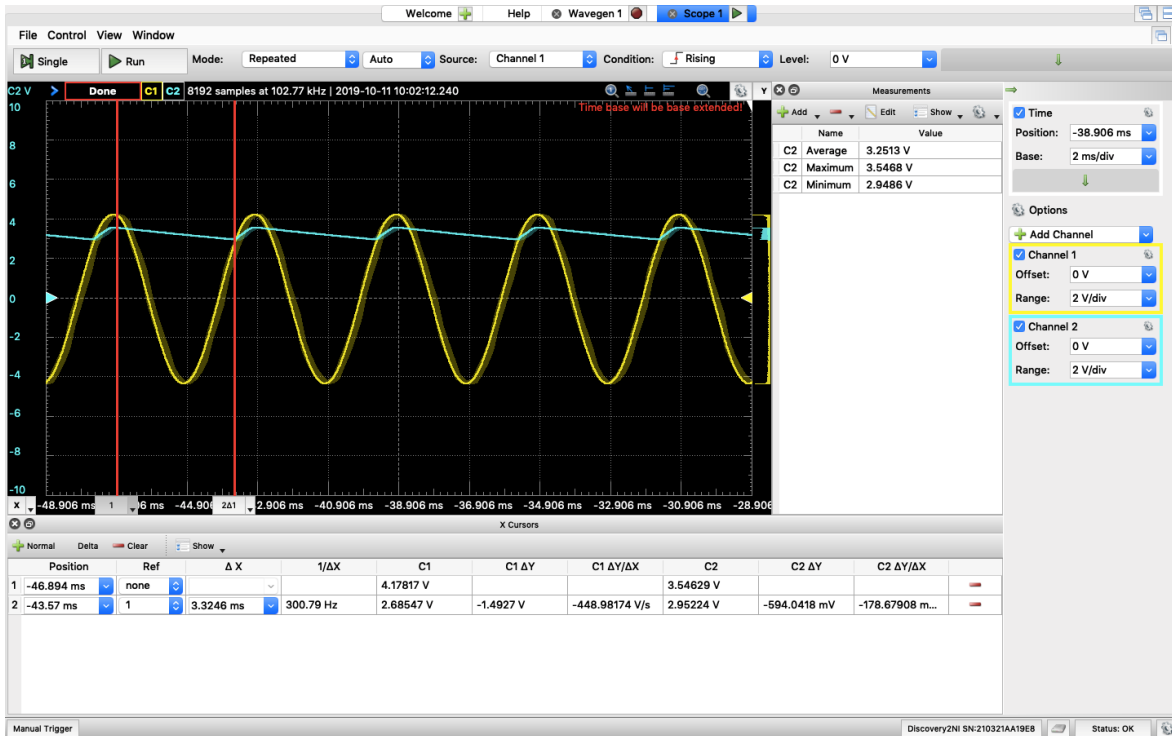 Welcome Help Wavegen 1 Scope 1
File Control View Window
Single Run Mode: Repeated Auto Source: Channel 1 Condition: Rising Level: 0 V
C2 V Done C1 C2 8192 samples at 102.77 kHz | 2019-10-11 10:02:12.240 Y
Time base will be base extended!
10
8
6
4
2
0
-2
-4
-6
-8
-10
X -48.906 ms 1 06 ms -44.906 2Δ1 2.906 ms -40.906 ms -38.906 ms -36.906 ms -34.906 ms -32.906 ms -30.906 ms -28.906
Measurements
Add Edit Show
Name Value
C2 Average 3.2513 V
C2 Maximum 3.5468 V
C2 Minimum 2.9486 V
Time
Position: -38.906 ms
Base: 2 ms/div
Options
Add Channel
Channel 1
Offset: 0 V
Range: 2 V/div
Channel 2
Offset: 0 V
Range: 2 V/div
X Cursors
Normal Delta Clear Show
Position Ref Δ X 1/ΔX C1 C1 ΔY C1 ΔY/ΔX C2 C2 ΔY C2 ΔY/ΔX
1 -46.894 ms none 4.17817 V 3.54629 V
2 -43.57 ms 1 3.3246 ms 300.79 Hz 2.68547 V -1.4927 V -448.98174 V/s 2.95224 V -594.0418 mV -178.67908 m...
Manual Trigger Discovery2NI SN:210321AA19E8 Status: OK